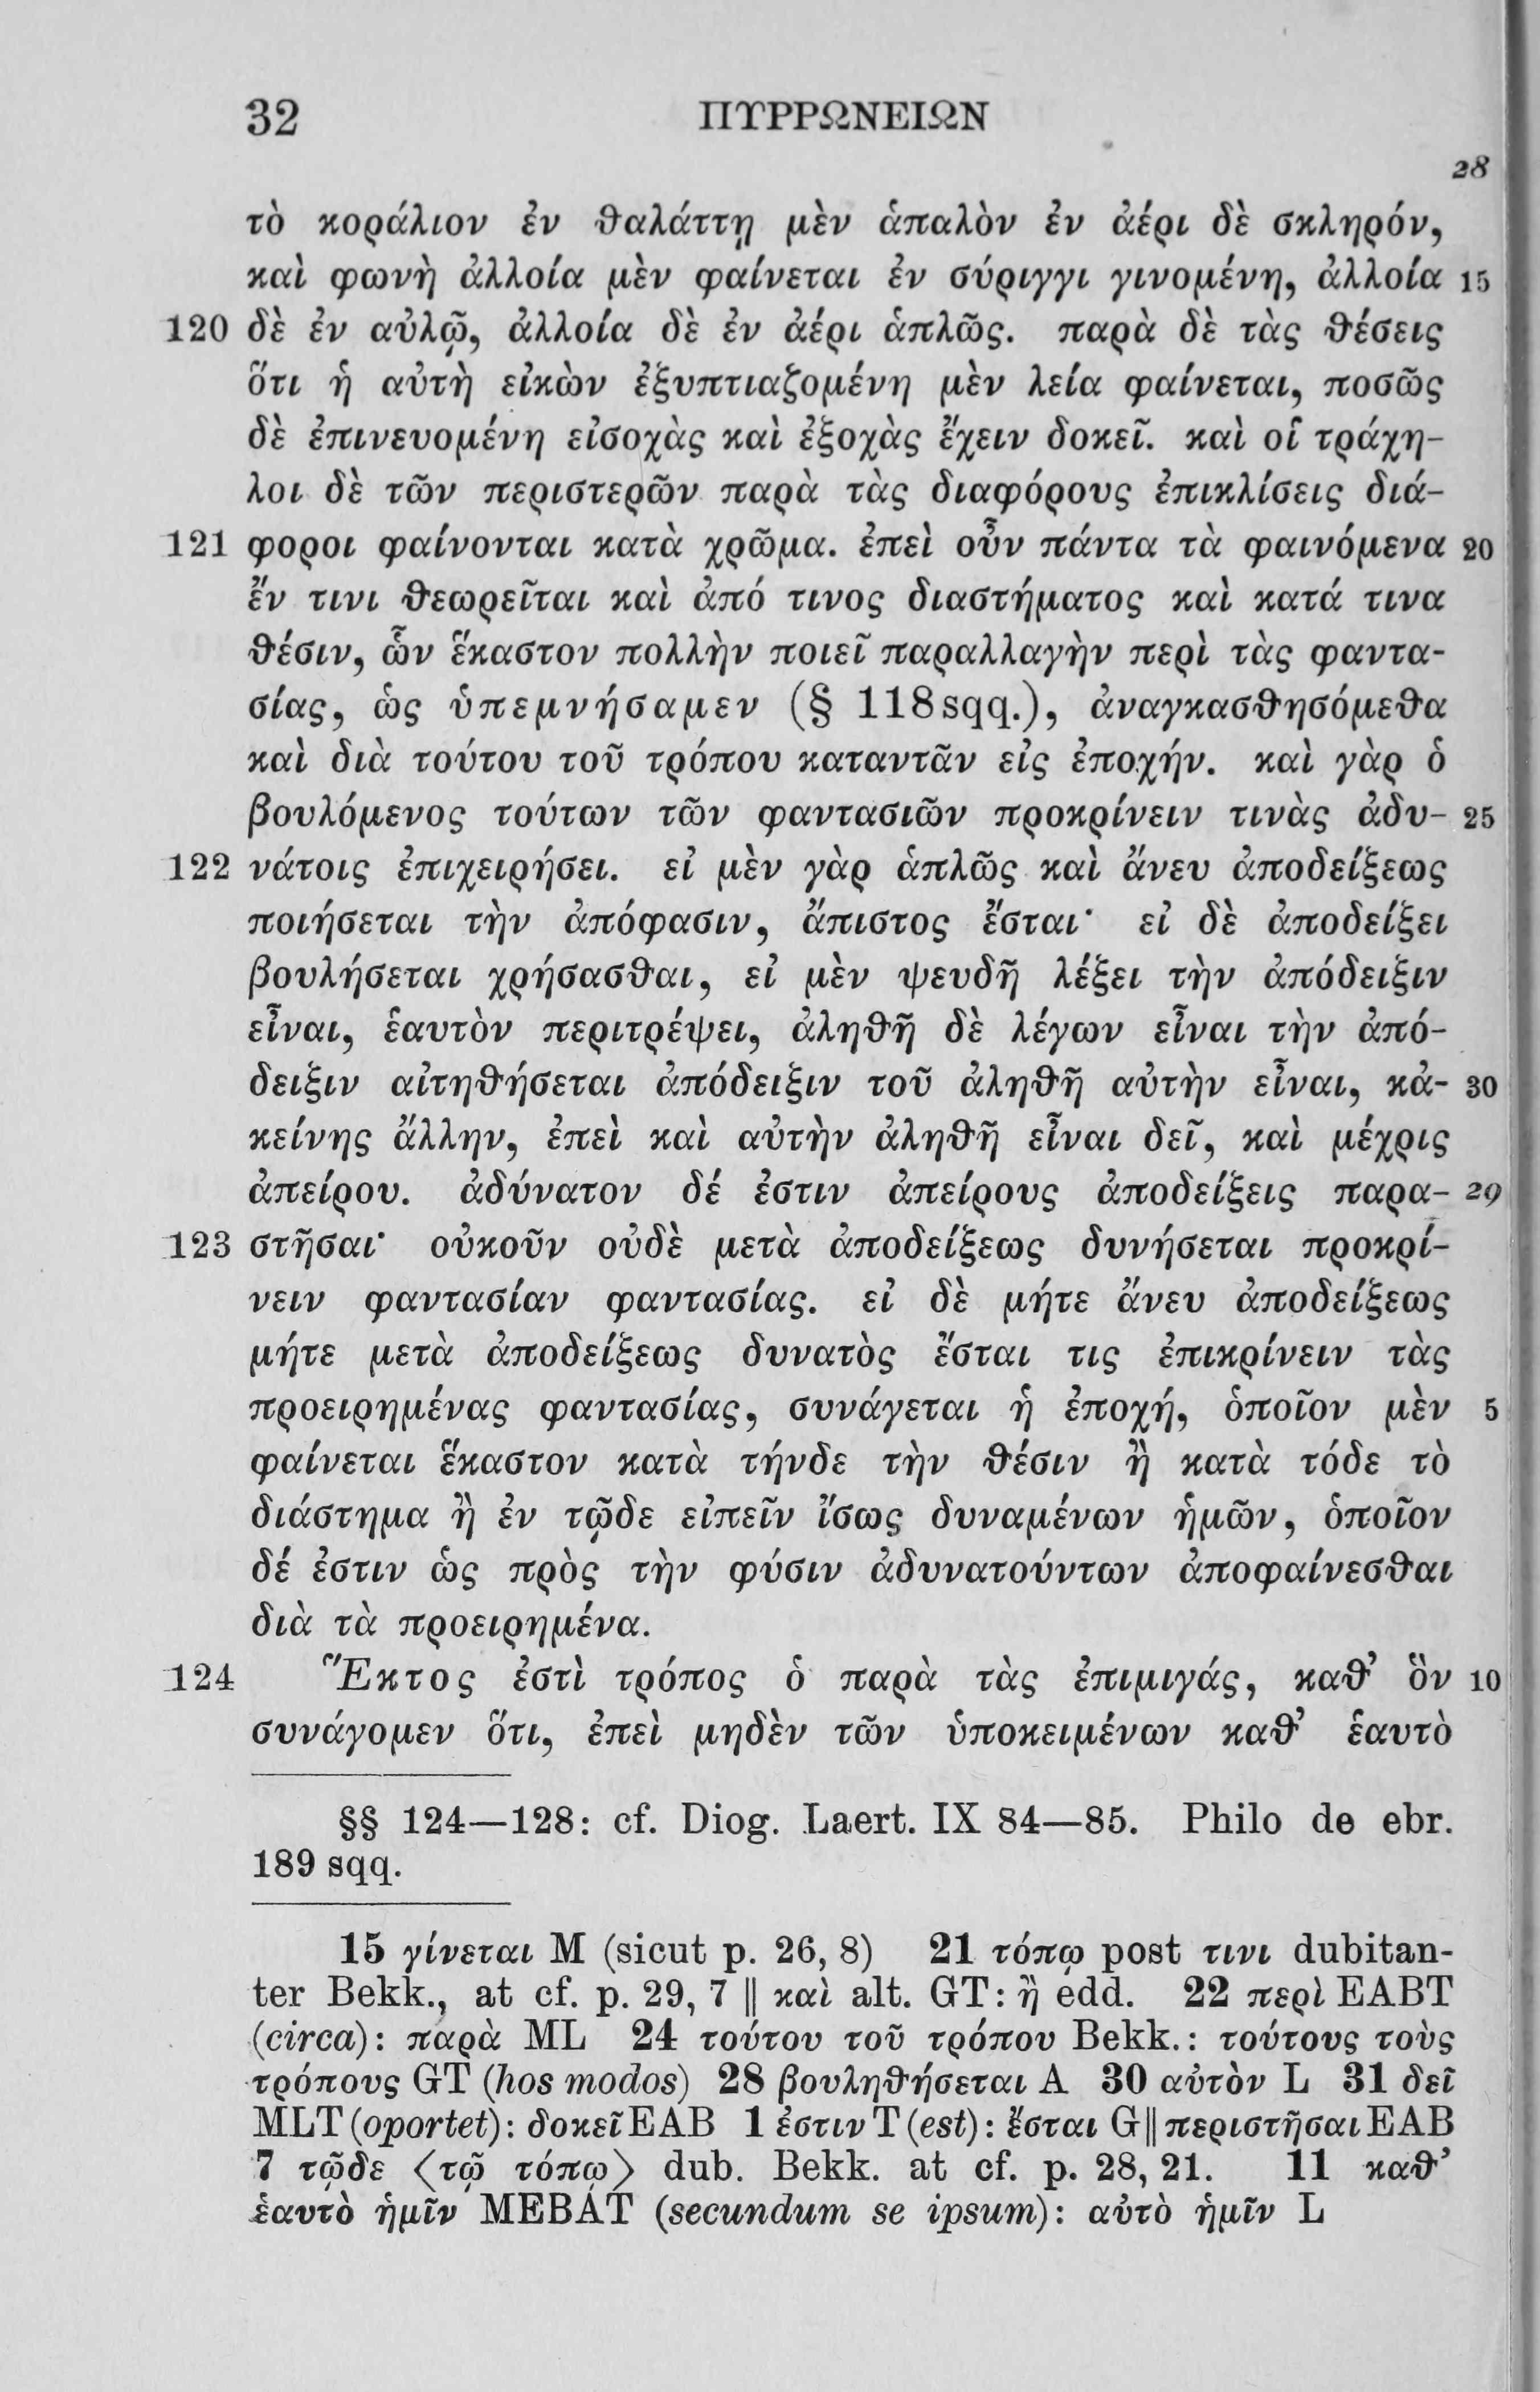 32 ΠΥΡΡΩΝΕΙΩΝ
28
τὸ κοράλιον ἐν θαλάττῃ μὲν ἁπαλὸν ἐν ἀέρι δὲ σκληρόν,
καὶ φωνὴ ἀλλοία μὲν φαίνεται ἐν σύριγγι γινομένη, ἀλλοία 15
120 δὲ ἐν αὐλῷ, ἀλλοία δὲ ἐν ἀέρι ἁπλῶς. παρὰ δὲ τὰς θέσεις
ὅτι ἡ αὐτὴ εἰκὼν ἐξυπτιαζομένη μὲν λεία φαίνεται, ποσῶς
δὲ ἐπινευομένη εἰσοχὰς καὶ ἐξοχὰς ἔχειν δοκεῖ. καὶ οἱ τράχη-
λοι δὲ τῶν περιστερῶν παρὰ τὰς διαφόρους ἐπικλίσεις διά-
121 φοροι φαίνονται κατὰ χρῶμα. ἐπεὶ οὖν πάντα τὰ φαινόμενα 20
ἔν τινι θεωρεῖται καὶ ἀπό τινος διαστήματος καὶ κατά τινα
θέσιν, ὧν ἕκαστον πολλὴν ποιεῖ παραλλαγὴν περὶ τὰς φαντα-
σίας, ὡς ὑπεμνήσαμεν (§ 118 sqq.), ἀναγκασθησόμεθα
καὶ διὰ τούτου τοῦ τρόπου καταντᾶν εἰς ἐποχήν. καὶ γὰρ ὁ
βουλόμενος τούτων τῶν φαντασιῶν προκρίνειν τινὰς ἀδυ- 25
122 νάτοις ἐπιχειρήσει. εἰ μὲν γὰρ ἁπλῶς καὶ ἄνευ ἀποδείξεως
ποιήσεται τὴν ἀπόφασιν, ἄπιστος ἔσται· εἰ δὲ ἀποδείξει
βουλήσεται χρήσασθαι, εἰ μὲν ψευδῆ λέξει τὴν ἀπόδειξιν
εἶναι, ἑαυτὸν περιτρέψει, ἀληθῆ δὲ λέγων εἶναι τὴν ἀπό-
δειξιν αἰτηθήσεται ἀπόδειξιν τοῦ ἀληθῆ αὐτὴν εἶναι, κἀ- 30
κείνης ἄλλην, ἐπεὶ καὶ αὐτὴν ἀληθῆ εἶναι δεῖ, καὶ μέχρις
ἀπείρου. ἀδύνατον δέ ἐστιν ἀπείρους ἀποδείξεις παρα- 29
123 στῆσαι· οὐκοῦν οὐδὲ μετὰ ἀποδείξεως δυνήσεται προκρί-
νειν φαντασίαν φαντασίας. εἰ δὲ μήτε ἄνευ ἀποδείξεως
μήτε μετὰ ἀποδείξεως δυνατὸς ἔσται τις ἐπικρίνειν τὰς
προειρημένας φαντασίας, συνάγεται ἡ ἐποχή, ὁποῖον μὲν 5
φαίνεται ἕκαστον κατὰ τήνδε τὴν θέσιν ἢ κατὰ τόδε τὸ
διάστημα ἢ ἐν τῷδε εἰπεῖν ἴσως δυναμένων ἡμῶν, ὁποῖον
δέ ἐστιν ὡς πρὸς τὴν φύσιν ἀδυνατούντων ἀποφαίνεσθαι
διὰ τὰ προειρημένα.
124 Ἕκτος ἐστὶ τρόπος ὁ παρὰ τὰς ἐπιμιγάς, καθ’ ὃν 10
συνάγομεν ὅτι, ἐπεὶ μηδὲν τῶν ὑποκειμένων καθ’ ἑαυτὸ
§§ 124—128: cf. Diog. Laert. IX 84—85. Philo de ebr.
189 sqq.
15 γίνεται M (sicut p. 26, 8) 21 τόπῳ post τινι dubitan-
ter Bekk., at cf. p. 29, 7 || καὶ alt. GT: ἢ edd. 22 περὶ EABT
(circa): παρὰ ML 24 τούτου τοῦ τρόπου Bekk.: τούτους τοὺς
τρόπους GT (hos modos) 28 βουληθήσεται A 30 αὐτὸν L 31 δεῖ
MLT (oportet): δοκεῖ EAB 1 ἐστιν T (est): ἔσται G || περιστῆσαι EAB
7 τῷδε ⟨τῷ τόπῳ⟩ dub. Bekk. at cf. p. 28, 21. 11 καθ’
ἑαυτὸ ἡμῖν MEBAT (secundum se ipsum): αὐτὸ ἡμῖν L